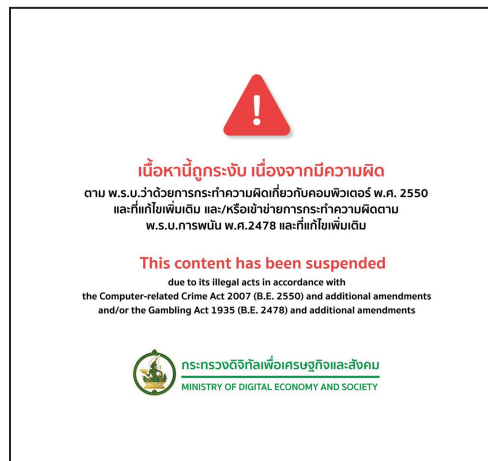 เนื้อหานี้ถูกระงับ เนื่องจากมีความผิด
ตาม พ.ร.บ.ว่าด้วยการกระทำความผิดเกี่ยวกับคอมพิวเตอร์ พ.ศ. 2550
และที่แก้ไขเพิ่มเติม และ/หรือเข้าข่ายการกระทำความผิดตาม
พ.ร.บ.การพนัน พ.ศ.2478 และที่แก้ไขเพิ่มเติม
This content has been suspended
due to its illegal acts in accordance with
the Computer-related Crime Act 2007 (B.E. 2550) and additional amendments
and/or the Gambling Act 1935 (B.E. 2478) and additional amendments
กระทรวงดิจิทัลเพื่อเศรษฐกิจและสังคม
MINISTRY OF DIGITAL ECONOMY AND SOCIETY